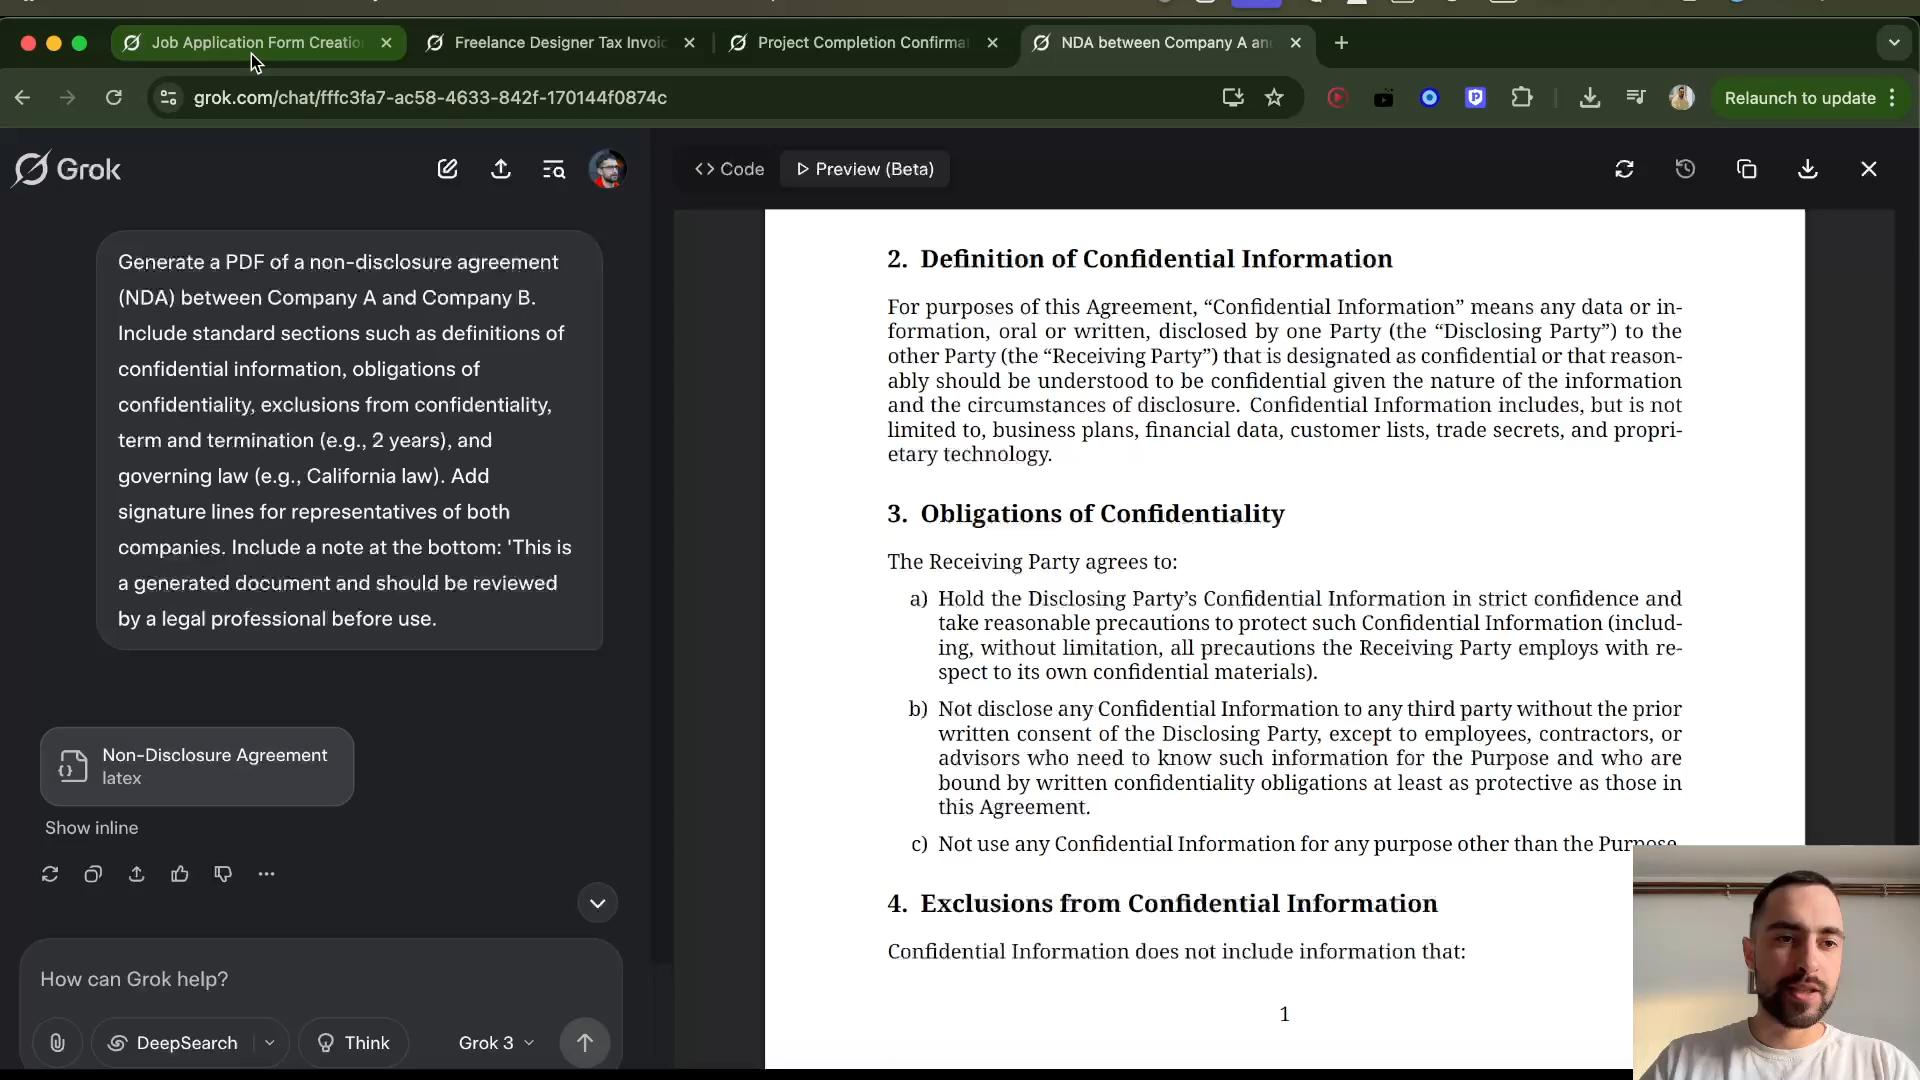 Job Application Form Creatio
Freelance Designer Tax Invoic
Project Completion Confirma
NDA between Company A an
grok.com/chat/fffc3fa7-ac58-4633-842f-170144f0874c
Relaunch to update
Grok
Generate a PDF of a non-disclosure agreement
(NDA) between Company A and Company B.
Include standard sections such as definitions of
confidential information, obligations of
confidentiality, exclusions from confidentiality,
term and termination (e.g., 2 years), and
governing law (e.g., California law). Add
signature lines for representatives of both
companies. Include a note at the bottom: 'This is
a generated document and should be reviewed
by a legal professional before use.
Non-Disclosure Agreement
latex
Show inline
How can Grok help?
DeepSearch
Think
Grok 3
Code
Preview (Beta)
2. Definition of Confidential Information
For purposes of this Agreement, “Confidential Information” means any data or in-
formation, oral or written, disclosed by one Party (the “Disclosing Party”) to the
other Party (the “Receiving Party”) that is designated as confidential or that reason-
ably should be understood to be confidential given the nature of the information
and the circumstances of disclosure. Confidential Information includes, but is not
limited to, business plans, financial data, customer lists, trade secrets, and propri-
etary technology.
3. Obligations of Confidentiality
The Receiving Party agrees to:
a) Hold the Disclosing Party’s Confidential Information in strict confidence and
take reasonable precautions to protect such Confidential Information (includ-
ing, without limitation, all precautions the Receiving Party employs with re-
spect to its own confidential materials).
b) Not disclose any Confidential Information to any third party without the prior
written consent of the Disclosing Party, except to employees, contractors, or
advisors who need to know such information for the Purpose and who are
bound by written confidentiality obligations at least as protective as those in
this Agreement.
c) Not use any Confidential Information for any purpose other than the Purpose.
4. Exclusions from Confidential Information
Confidential Information does not include information that:
1